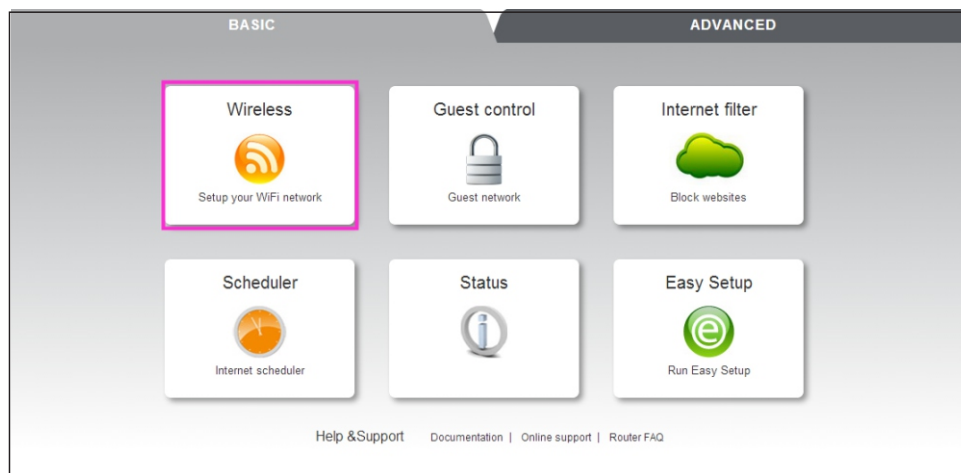 BASIC
ADVANCED
Wireless
Setup your WiFi network
Guest control
Guest network
Internet filter
Block websites
Scheduler
Internet scheduler
Status
i
Easy Setup
e
Run Easy Setup
Help &Support Documentation | Online support | Router FAQ